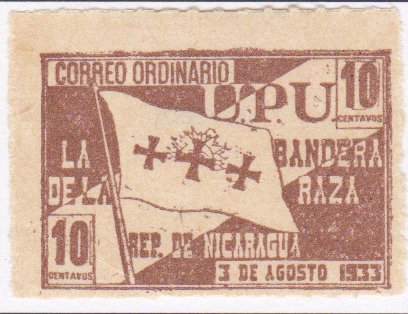 CORREO ORDINARIO
U.P.U.
10
CENTAVOS
LA BANDERA
DE LA RAZA
10
CENTAVOS
REP. DE NICARAGUA
3 DE AGOSTO 1933